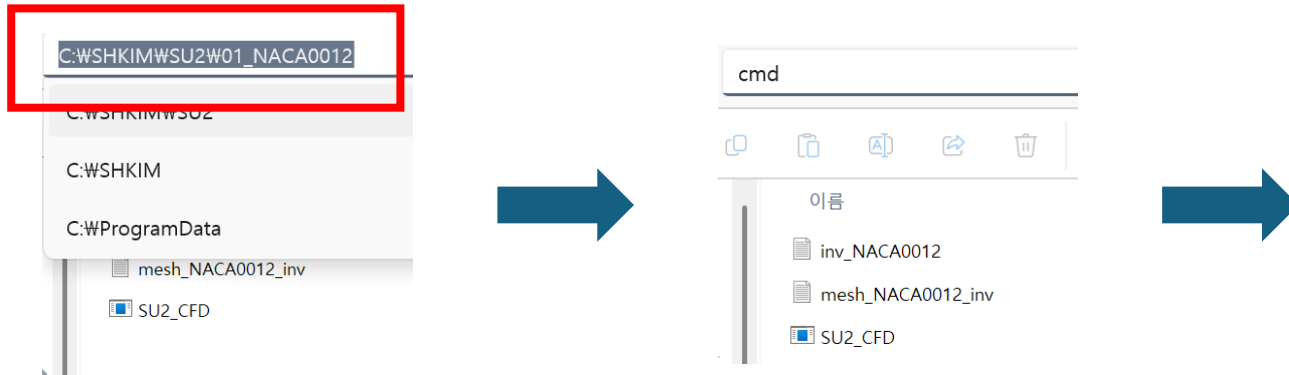 C:₩SHKIM₩SU2₩01_NACA0012
C:₩SHKIM₩SU2
C:₩SHKIM
C:₩ProgramData
mesh_NACA0012_inv
SU2_CFD
cmd
이름
inv_NACA0012
mesh_NACA0012_inv
SU2_CFD